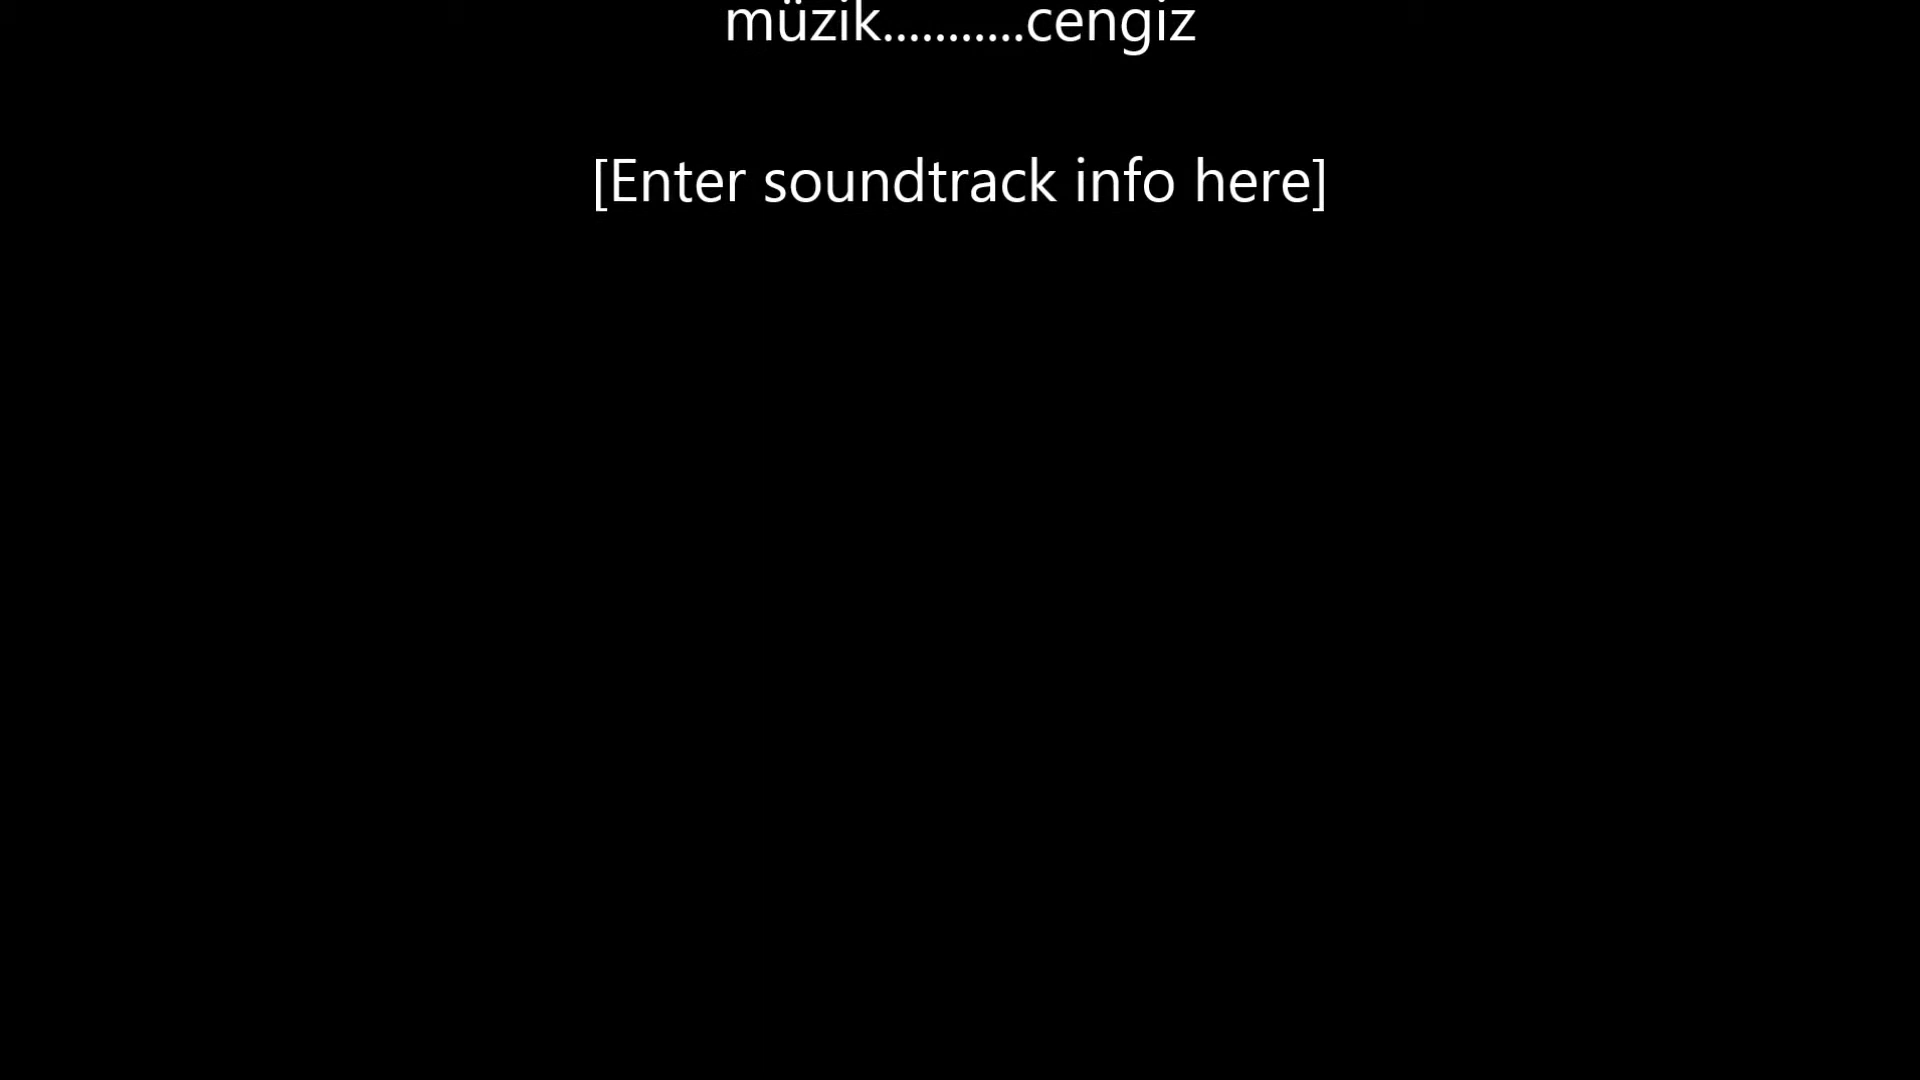 müzik...........cengiz
[Enter soundtrack info here]